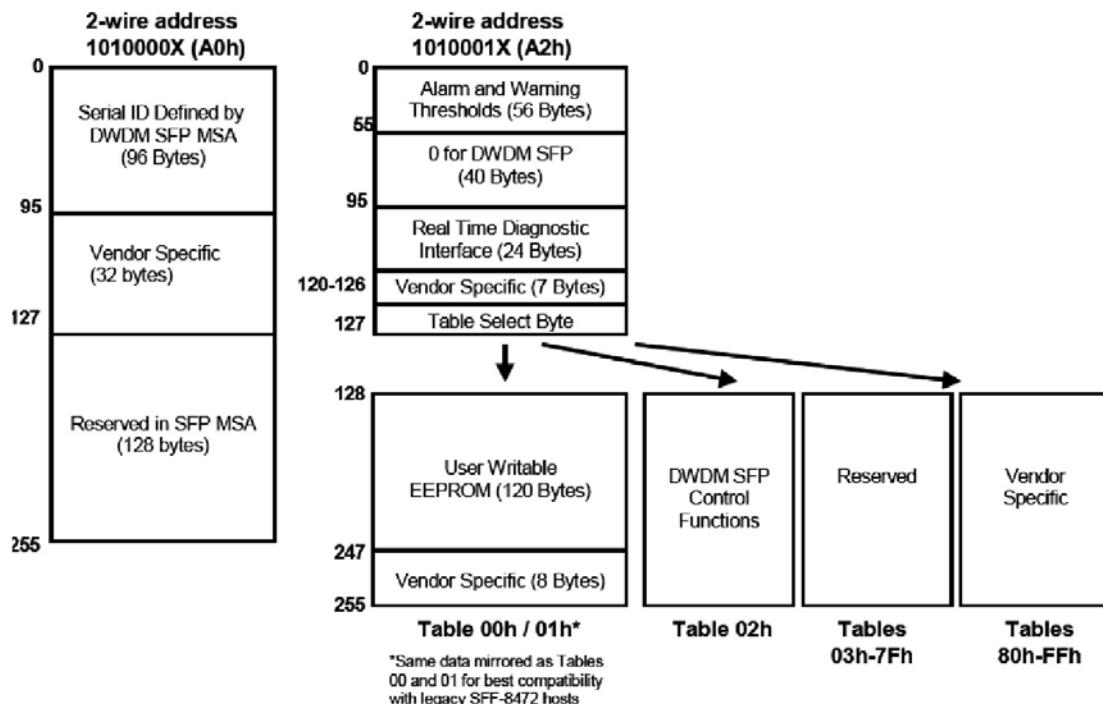 2-wire address
1010000X (A0h)
0
Serial ID Defined by
DWDM SFP MSA
(96 Bytes)
95
Vendor Specific
(32 bytes)
127
Reserved in SFP MSA
(128 bytes)
255
2-wire address
1010001X (A2h)
0
Alarm and Warning
Thresholds (56 Bytes)
55
0 for DWDM SFP
(40 Bytes)
95
Real Time Diagnostic
Interface (24 Bytes)
120-126
Vendor Specific (7 Bytes)
127
Table Select Byte
128
User Writable
EEPROM (120 Bytes)
247
Vendor Specific (8 Bytes)
255
Table 00h / 01h*
*Same data mirrored as Tables
00 and 01 for best compatibility
with legacy SFF-8472 hosts
DWDM SFP
Control
Functions
Table 02h
Reserved
Tables
03h-7Fh
Vendor
Specific
Tables
80h-FFh